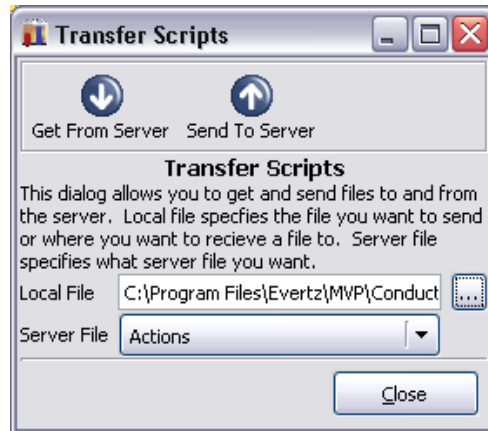 Transfer Scripts
Get From Server Send To Server
Transfer Scripts
This dialog allows you to get and send files to and from
the server. Local file specfies the file you want to send
or where you want to recieve a file to. Server file
specifies what server file you want.
Local File C:\Program Files\Evertz\MVP\Conduct ...
Server File Actions
Close